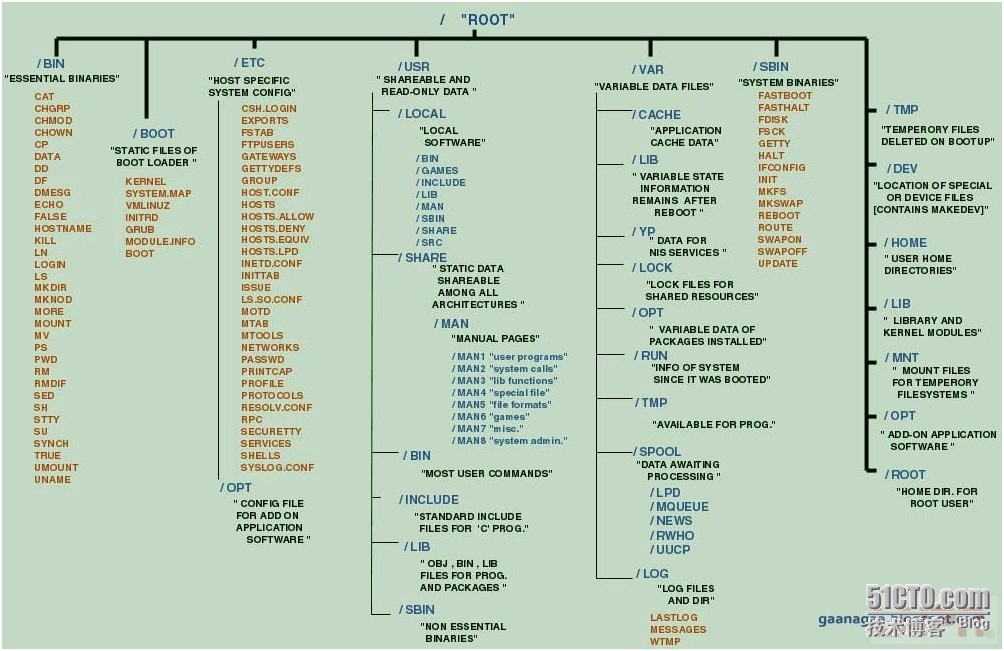 / "ROOT"
/BIN
"ESSENTIAL BINARIES"
CAT
CHGRP
CHMOD
CHOWN
CP
DATA
DD
DF
DMESG
ECHO
FALSE
HOSTNAME
KILL
LN
LOGIN
LS
MKDIR
MKNOD
MORE
MOUNT
MV
PS
PWD
RM
RMDIF
SED
SH
STTY
SU
SYNCH
TRUE
UMOUNT
UNAME
/BOOT
"STATIC FILES OF
BOOT LOADER "
KERNEL
SYSTEM.MAP
VMLINUZ
INITRD
GRUB
MODULE.INFO
BOOT
/ETC
"HOST SPECIFIC
SYSTEM CONFIG"
CSH.LOGIN
EXPORTS
FSTAB
FTPUSERS
GATEWAYS
GETTYDEFS
GROUP
HOST.CONF
HOSTS
HOSTS.ALLOW
HOSTS.DENY
HOSTS.EQUIV
HOSTS.LPD
INETD.CONF
INITTAB
ISSUE
LS.SO.CONF
MOTD
MTAB
MTOOLS
NETWORKS
PASSWD
PRINTCAP
PROFILE
PROTOCOLS
RESOLV.CONF
RPC
SECURETTY
SERVICES
SHELLS
SYSLOG.CONF
/OPT
" CONFIG FILE
FOR ADD ON
APPLICATION
SOFTWARE "
/USR
" SHAREABLE AND
READ-ONLY DATA "
/LOCAL
"LOCAL
SOFTWARE"
/BIN
/GAMES
/INCLUDE
/LIB
/MAN
/SBIN
/SHARE
/SRC
/SHARE
" STATIC DATA
SHAREABLE
AMONG ALL
ARCHITECTURES "
/MAN
"MANUAL PAGES"
/MAN1 "user programs"
/MAN2 "system calls"
/MAN3 "lib functions"
/MAN4 "special file"
/MAN5 "file formats"
/MAN6 "games"
/MAN7 "misc."
/MAN8 "system admin."
/BIN
"MOST USER COMMANDS"
/INCLUDE
"STANDARD INCLUDE
FILES FOR 'C' PROG."
/LIB
" OBJ , BIN , LIB
FILES FOR PROG.
AND PACKAGES "
/SBIN
"NON ESSENTIAL
BINARIES"
/VAR
"VARIABLE DATA FILES"
/CACHE
"APPLICATION
CACHE DATA"
/LIB
" VARIABLE STATE
INFORMATION
REMAINS AFTER
REBOOT "
/YP
" DATA FOR
NIS SERVICES "
/LOCK
"LOCK FILES FOR
SHARED RESOURCES"
/OPT
" VARIABLE DATA OF
PACKAGES INSTALLED"
/RUN
"INFO OF SYSTEM
SINCE IT WAS BOOTED"
/TMP
"AVAILABLE FOR PROG."
/SPOOL
"DATA AWAITING
PROCESSING "
/LPD
/MQUEUE
/NEWS
/RWHO
/UUCP
/LOG
"LOG FILES
AND DIR"
LASTLOG
MESSAGES
WTMP
/SBIN
"SYSTEM BINARIES"
FASTBOOT
FASTHALT
FDISK
FSCK
GETTY
HALT
IFCONFIG
INIT
MKFS
MKSWAP
REBOOT
ROUTE
SWAPON
SWAPOFF
UPDATE
/TMP
"TEMPERORY FILES
DELETED ON BOOTUP"
/DEV
"LOCATION OF SPECIAL
OR DEVICE FILES
[CONTAINS MAKEDEV]"
/HOME
" USER HOME
DIRECTORIES"
/LIB
" LIBRARY AND
KERNEL MODULES"
/MNT
" MOUNT FILES
FOR TEMPERORY
FILESYSTEMS "
/OPT
" ADD-ON APPLICATION
SOFTWARE "
/ROOT
"HOME DIR. FOR
ROOT USER"
51CTO.com
技术博客 Blog